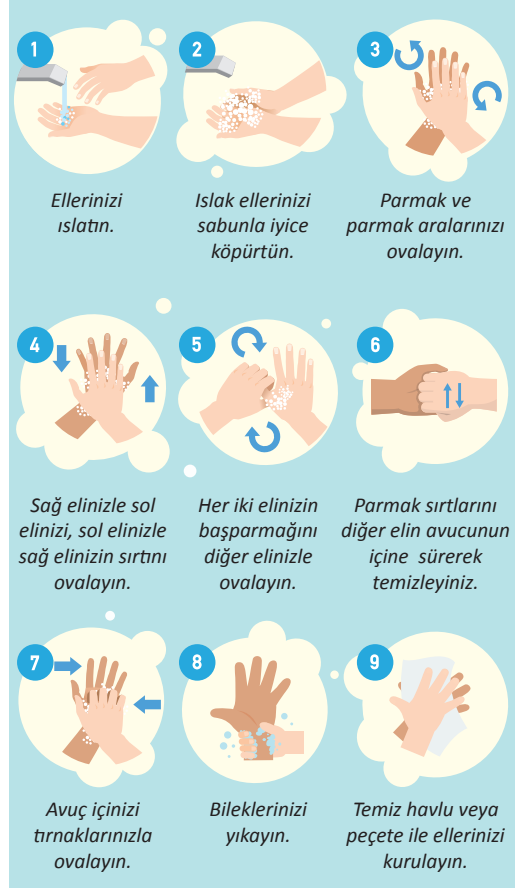 1
Ellerinizi
ıslatın.
2
Islak ellerinizi
sabunla iyice
köpürtün.
3
Parmak ve
parmak aralarınızı
ovalayın.
4
Sağ elinizle sol
elinizi, sol elinizle
sağ elinizin sırtını
ovalayın.
5
Her iki elinizin
başparmağını
diğer elinizle
ovalayın.
6
Parmak sırtlarını
diğer elin avucunun
içine sürerek
temizleyiniz.
7
Avuç içinizi
tırnaklarınızla
ovalayın.
8
Bileklerinizi
yıkayın.
9
Temiz havlu veya
peçete ile ellerinizi
kurulayın.